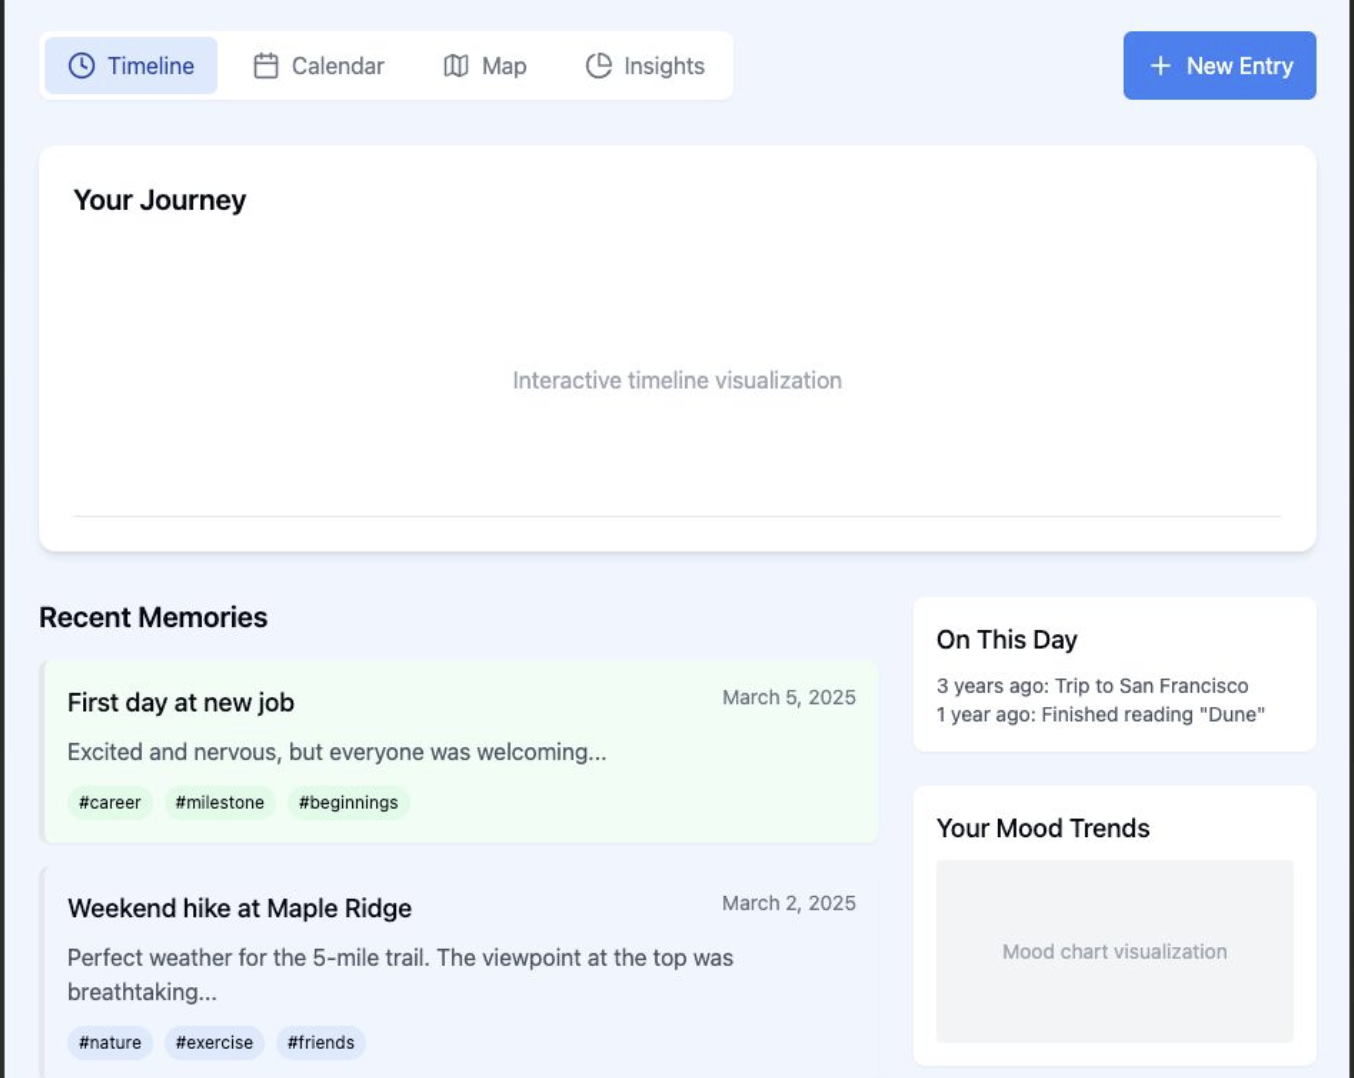 Timeline
Calendar
Map
Insights
+ New Entry
Your Journey
Interactive timeline visualization
Recent Memories
First day at new job
March 5, 2025
Excited and nervous, but everyone was welcoming...
#career #milestone #beginnings
Weekend hike at Maple Ridge
March 2, 2025
Perfect weather for the 5-mile trail. The viewpoint at the top was
breathtaking...
#nature #exercise #friends
On This Day
3 years ago: Trip to San Francisco
1 year ago: Finished reading "Dune"
Your Mood Trends
Mood chart visualization